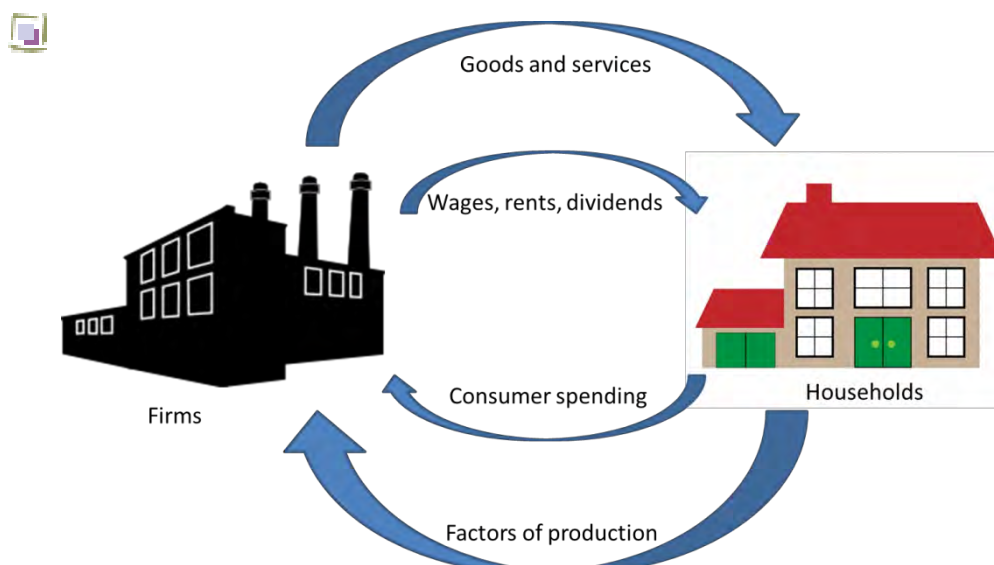 Goods and services
Wages, rents, dividends
Consumer spending
Households
Firms
Factors of production